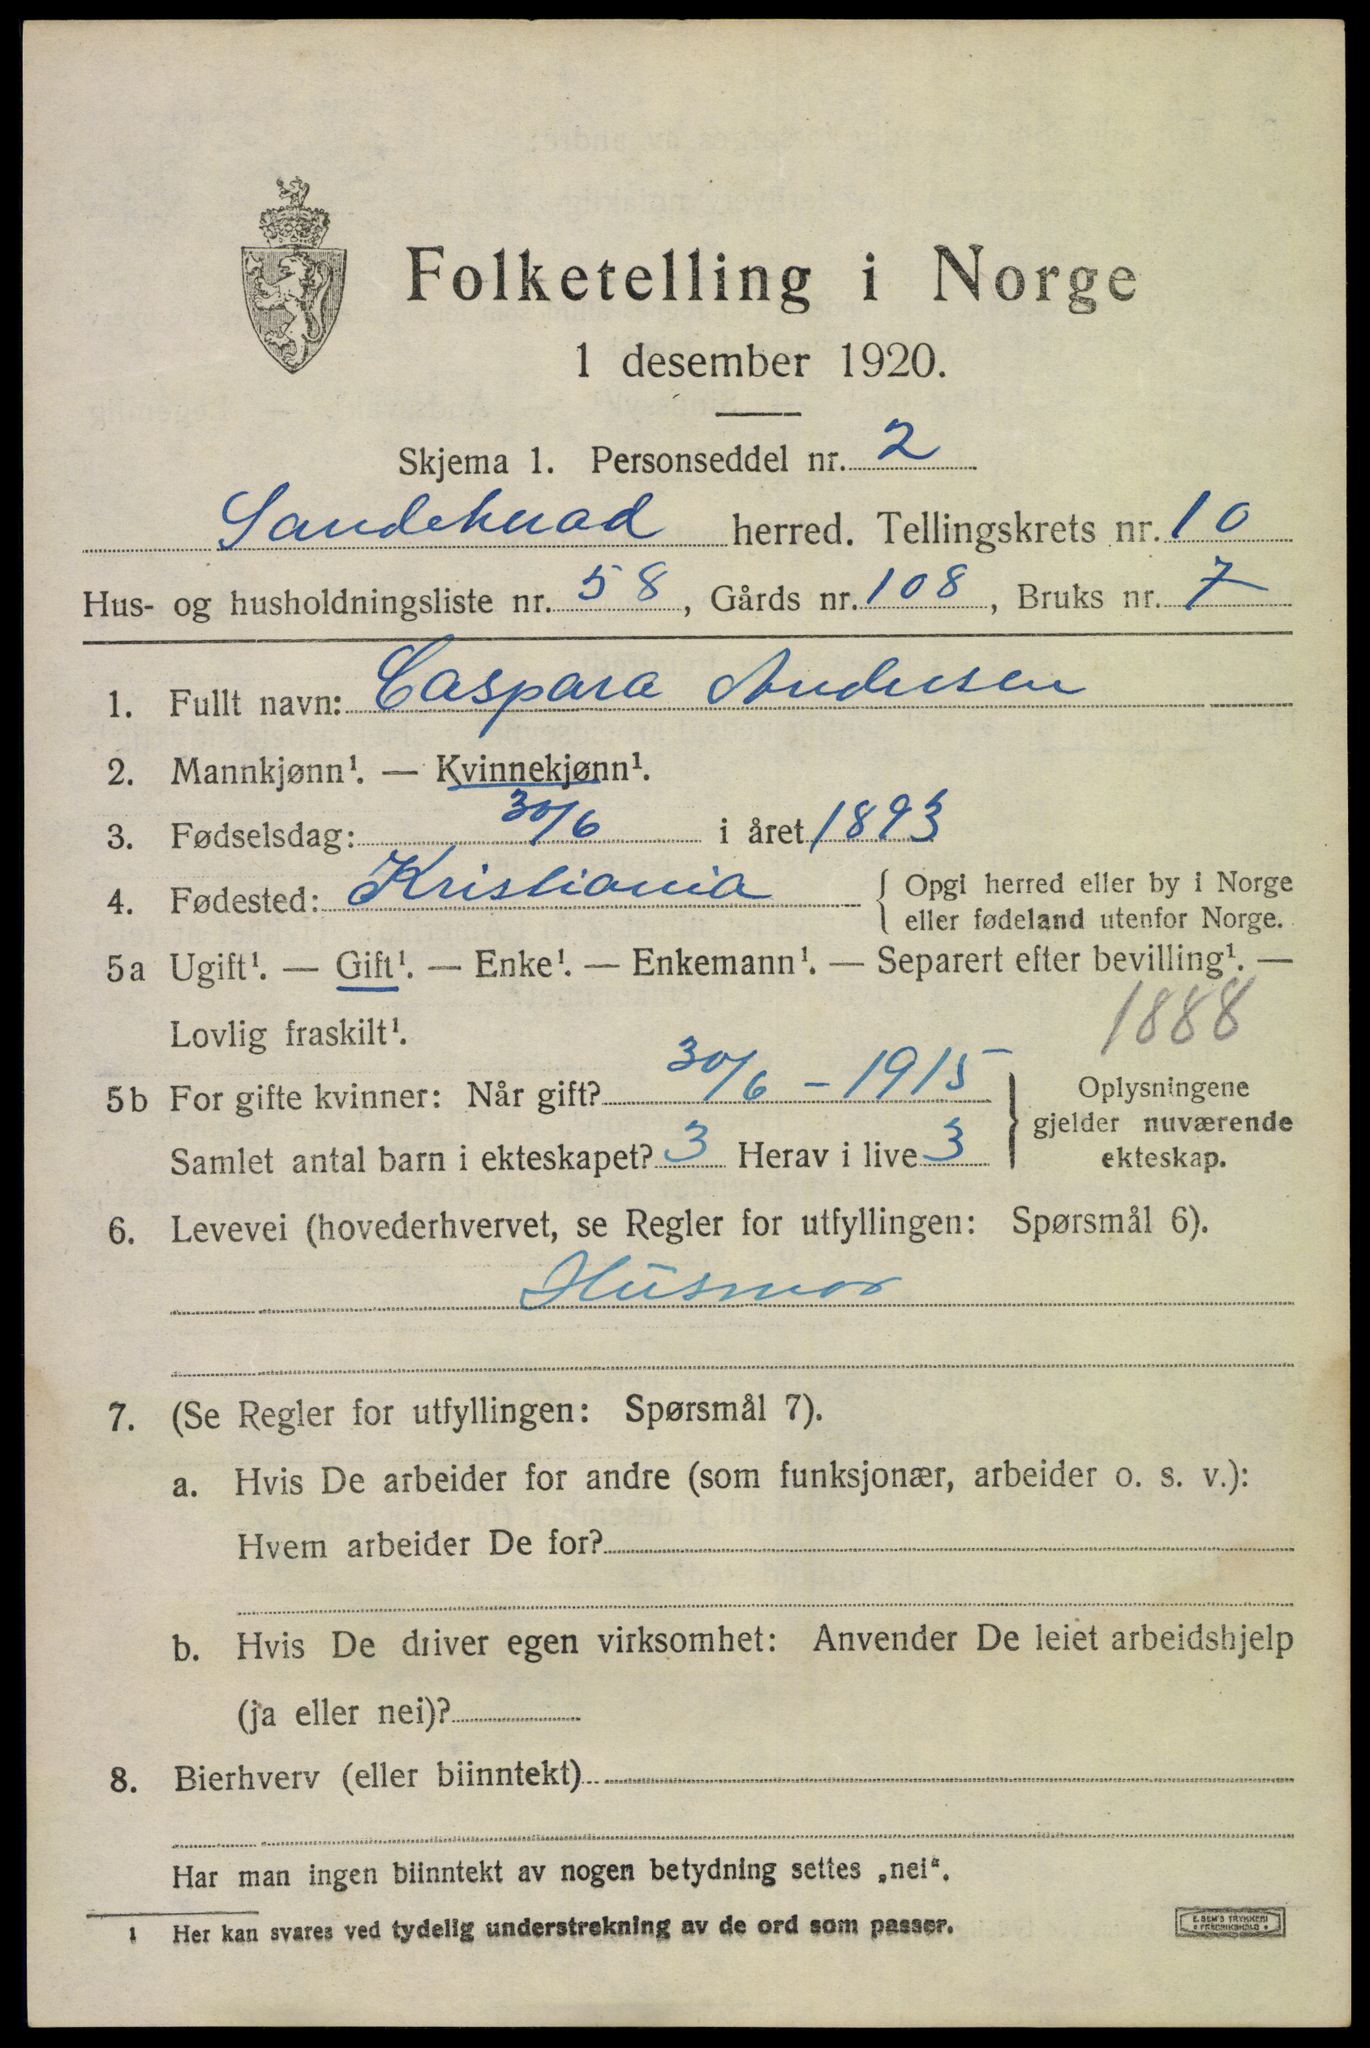 Folketelling i Norge
1 desember 1920.
Skjema 1. Personseddel nr. 2
Sandeherad herred. Tellingskrets nr. 10
Hus- og husholdningsliste nr. 58, Gårds nr. 108, Bruks nr. 7
1. Fullt navn: Caspara Andersen
2. Mannkjønn¹. — Kvinnekjønn¹.
3. Fødselsdag: 30/6 i året 1893
4. Fødested: Kristiania { Opgi herred eller by i Norge
eller fødeland utenfor Norge.
5a Ugift¹. — Gift¹. — Enke¹. — Enkemann¹. — Separert efter bevilling¹. —
Lovlig fraskilt¹.
1888
5b For gifte kvinner: Når gift? 30/6 - 1915
Samlet antal barn i ekteskapet? 3 Herav i live 3
Oplysningene
gjelder nuværende
ekteskap.
6. Levevei (hovederhvervet, se Regler for utfyllingen: Spørsmål 6).
Husmor
7. (Se Regler for utfyllingen: Spørsmål 7).
a. Hvis De arbeider for andre (som funksjonær, arbeider o. s. v.):
Hvem arbeider De for?
b. Hvis De driver egen virksomhet: Anvender De leiet arbeidshjelp
(ja eller nei)?
8. Bierhverv (eller biinntekt)
Har man ingen biinntekt av nogen betydning settes „nei“.
1 Her kan svares ved tydelig understrekning av de ord som passer.
E. SEM'S TRYKKERI
• FREDRIKSHALD •